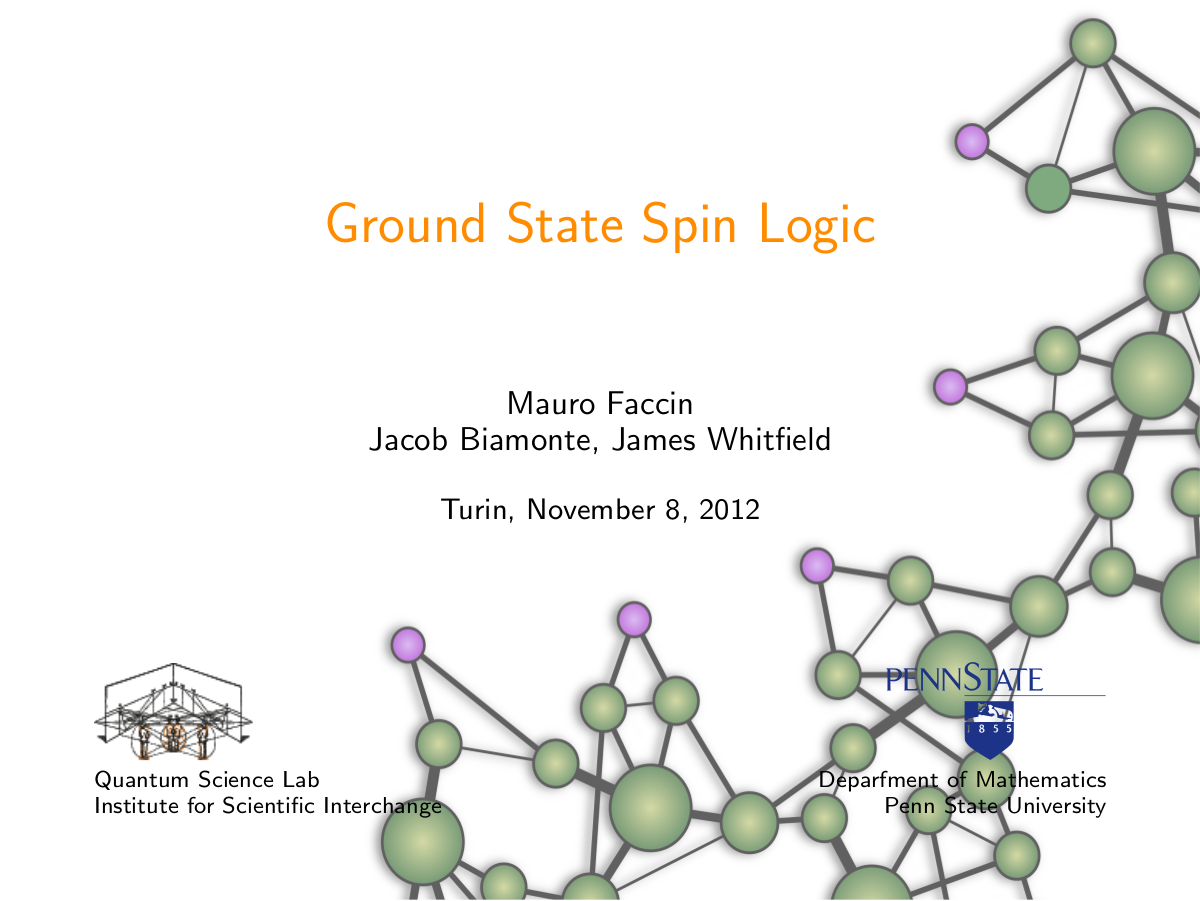 Ground State Spin Logic
Mauro Faccin
Jacob Biamonte, James Whitfield
Turin, November 8, 2012
PENNSTATE
1855
Quantum Science Lab
Institute for Scientific Interchange
Deparfment of Mathematics
Penn State University